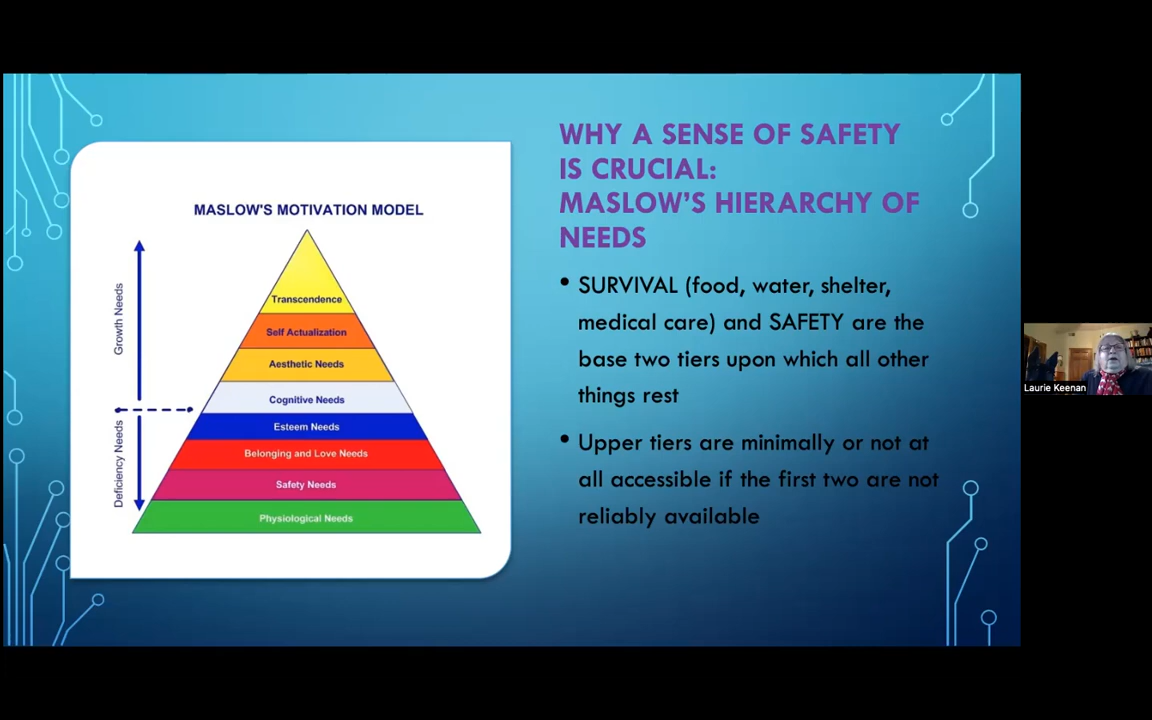 WHY A SENSE OF SAFETY
IS CRUCIAL:
MASLOW'S HIERARCHY OF
NEEDS
MASLOW'S MOTIVATION MODEL
Growth Needs
Deficiency Needs
Transcendence
Self Actualization
Aesthetic Needs
Cognitive Needs
Esteem Needs
Belonging and Love Needs
Safety Needs
Physiological Needs
• SURVIVAL (food, water, shelter,
medical care) and SAFETY are the
base two tiers upon which all other
things rest
• Upper tiers are minimally or not at
all accessible if the first two are not
reliably available
Laurie Keenan